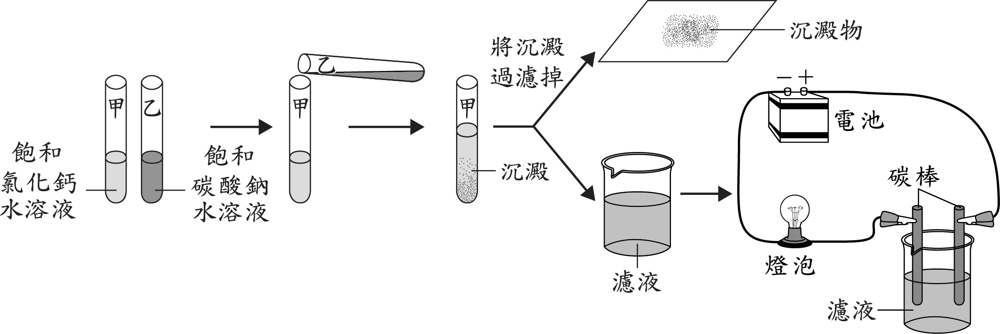 甲
乙
飽和
氯化鈣
水溶液
飽和
碳酸鈉
水溶液
乙
甲
甲
沉澱
將沉澱
過濾掉
沉澱物
濾液
− +
電池
碳棒
燈泡
濾液